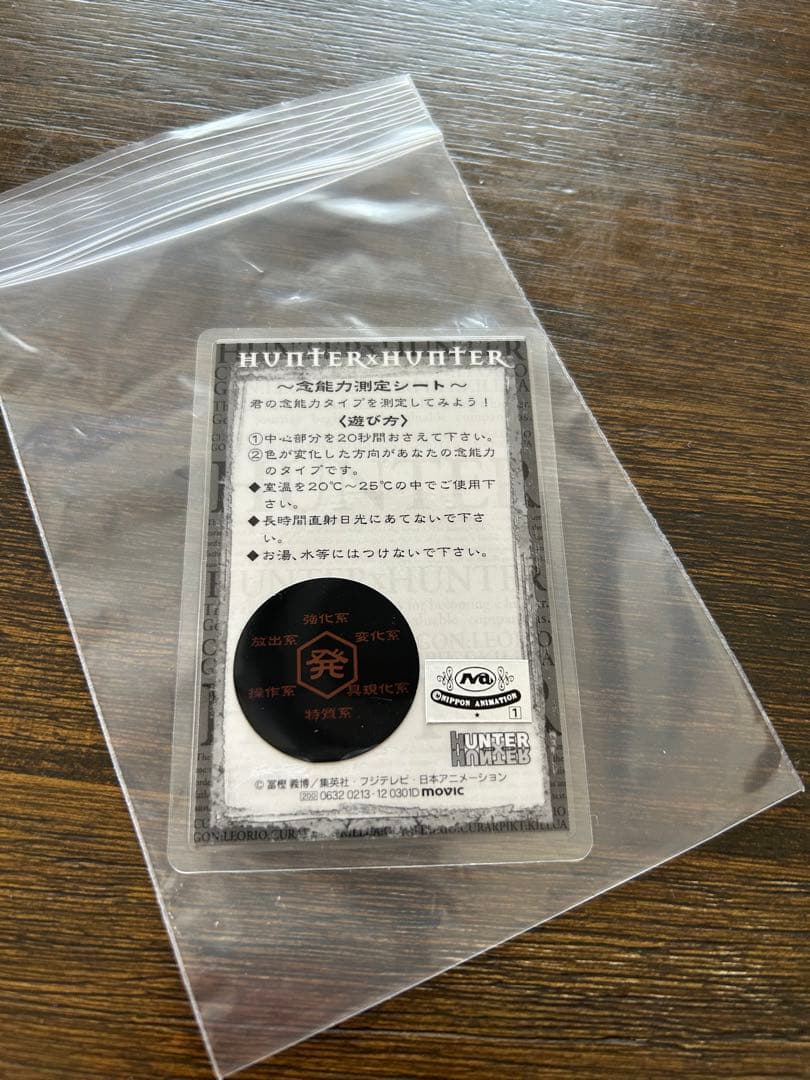 HUNTER×HUNTER
～念能力測定シート～
君の念能力タイプを測定してみよう！
〈遊び方〉
①中心部分を20秒間おさえて下さい。
②色が変化した方向があなたの念能力
のタイプです。
◆室温を20℃～25℃の中でご使用下
さい。
◆長時間直射日光にあてないで下さ
い。
◆お湯、水等にはつけないで下さい。
強化系
放出系 変化系
発
操作系 具現化系
特質系
Na
©NIPPON ANIMATION
1
HUNTER
HUNTER
© 冨樫 義博／集英社・フジテレビ・日本アニメーション
200 0632 0213・12 0301D movic